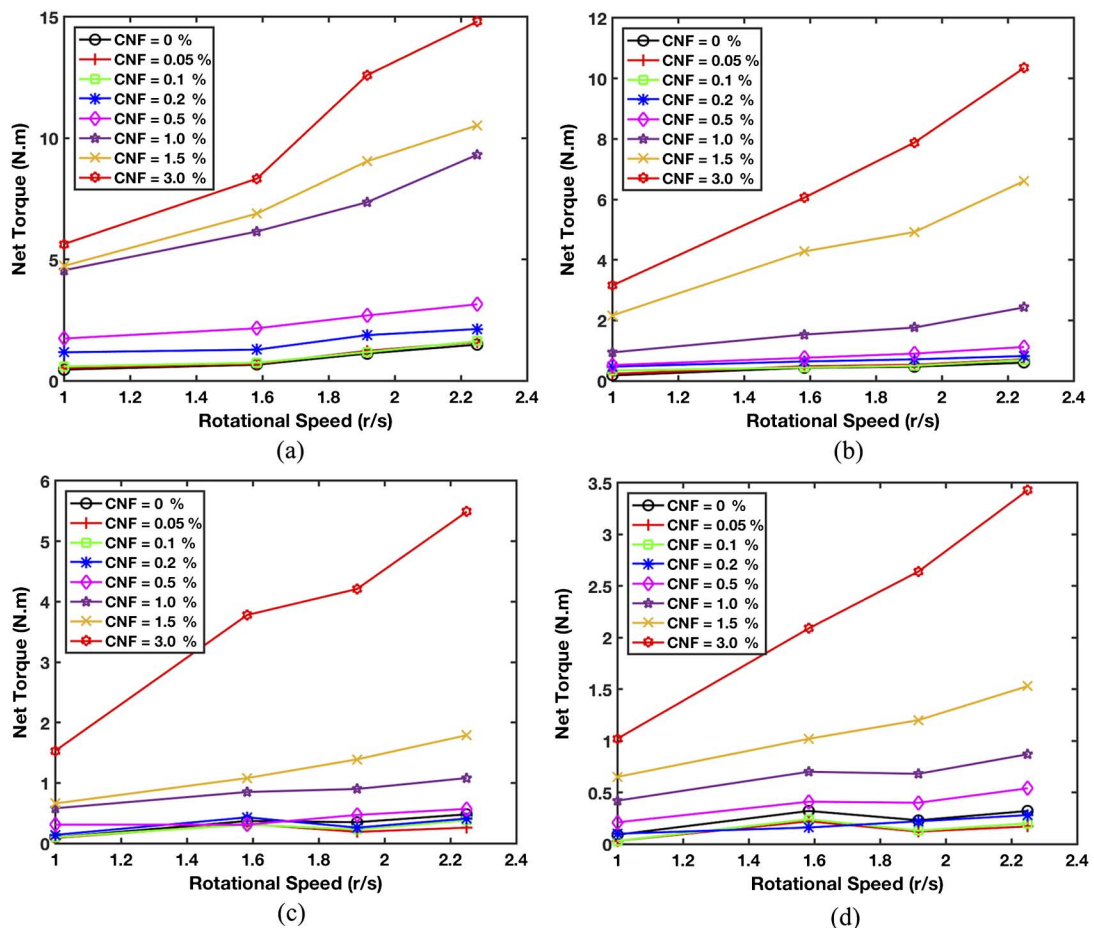 15
10
5
0
Net Torque (N.m)
CNF = 0 %
CNF = 0.05 %
CNF = 0.1 %
CNF = 0.2 %
CNF = 0.5 %
CNF = 1.0 %
CNF = 1.5 %
CNF = 3.0 %
1 1.2 1.4 1.6 1.8 2 2.2 2.4
Rotational Speed (r/s)
(a)
12
10
8
6
4
2
0
Net Torque (N.m)
CNF = 0 %
CNF = 0.05 %
CNF = 0.1 %
CNF = 0.2 %
CNF = 0.5 %
CNF = 1.0 %
CNF = 1.5 %
CNF = 3.0 %
1 1.2 1.4 1.6 1.8 2 2.2 2.4
Rotational Speed (r/s)
(b)
6
5
4
3
2
1
0
Net Torque (N.m)
CNF = 0 %
CNF = 0.05 %
CNF = 0.1 %
CNF = 0.2 %
CNF = 0.5 %
CNF = 1.0 %
CNF = 1.5 %
CNF = 3.0 %
1 1.2 1.4 1.6 1.8 2 2.2 2.4
Rotational Speed (r/s)
(c)
3.5
3
2.5
2
1.5
1
0.5
0
Net Torque (N.m)
CNF = 0 %
CNF = 0.05 %
CNF = 0.1 %
CNF = 0.2 %
CNF = 0.5 %
CNF = 1.0 %
CNF = 1.5 %
CNF = 3.0 %
1 1.2 1.4 1.6 1.8 2 2.2 2.4
Rotational Speed (r/s)
(d)